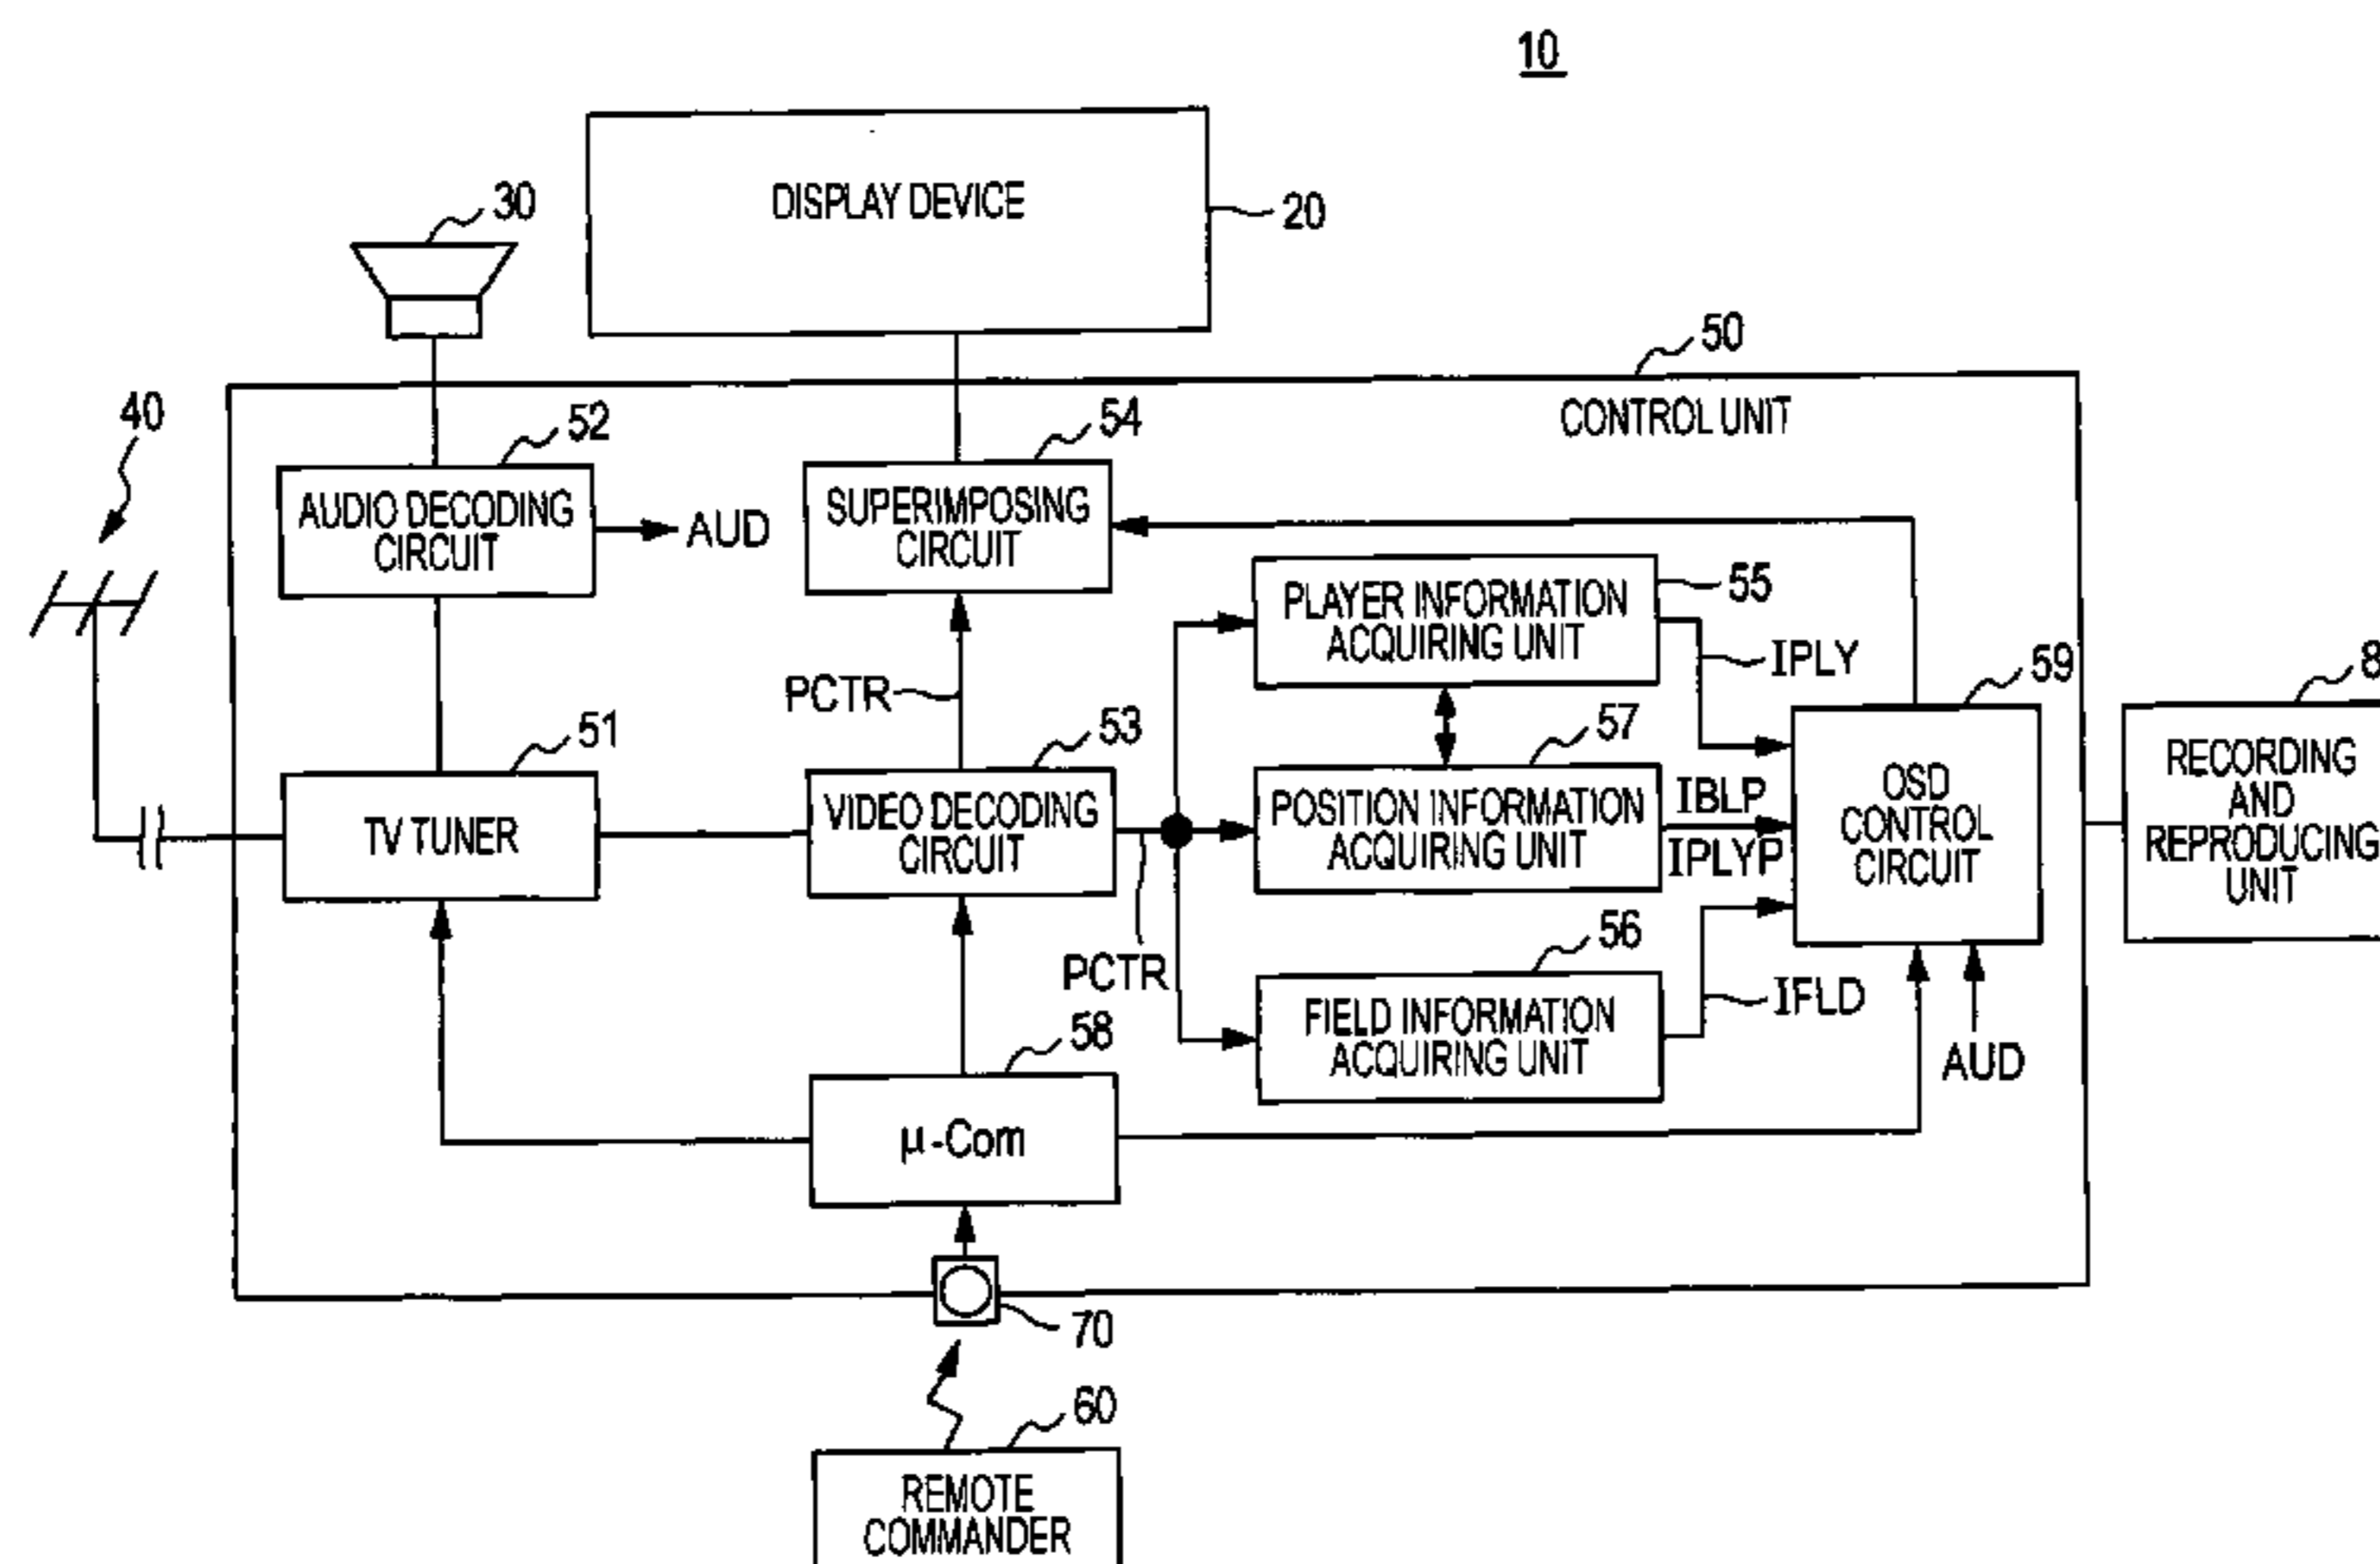 10
DISPLAY DEVICE
20
30
50
CONTROL UNIT
40
52
54
AUDIO DECODING
CIRCUIT
AUD
SUPERIMPOSING
CIRCUIT
PLAYER INFORMATION
ACQUIRING UNIT
55
IPLY
59
PCTR
51
53
57
TV TUNER
VIDEO DECODING
CIRCUIT
POSITION INFORMATION
ACQUIRING UNIT
IBLP
IPLYP
OSD
CONTROL
CIRCUIT
RECORDING
AND
REPRODUCING
UNIT
PCTR
56
FIELD INFORMATION
ACQUIRING UNIT
IFLD
AUD
58
μ-Com
70
60
REMOTE
COMMANDER